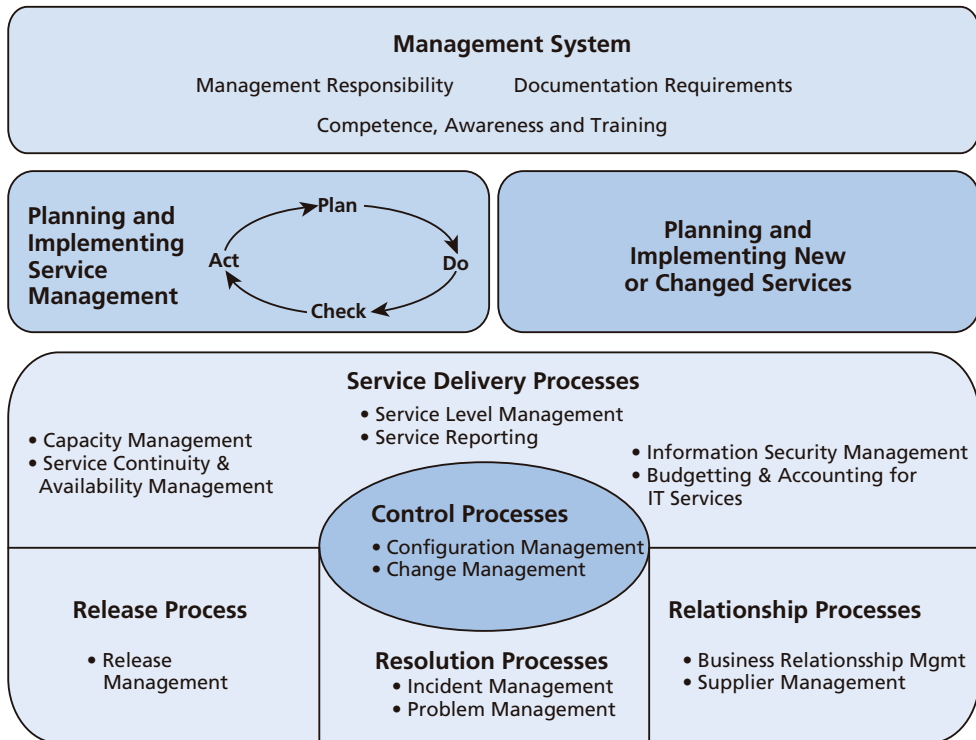 Management System
Management Responsibility
Documentation Requirements
Competence, Awareness and Training
Planning and
Implementing
Service
Management
Plan
Act
Do
Check
Planning and
Implementing New
or Changed Services
Service Delivery Processes
• Service Level Management
• Service Reporting
• Capacity Management
• Service Continuity &
Availability Management
• Information Security Management
• Budgetting & Accounting for
IT Services
Control Processes
• Configuration Management
• Change Management
Release Process
• Release
Management
Resolution Processes
• Incident Management
• Problem Management
Relationship Processes
• Business Relationsship Mgmt
• Supplier Management